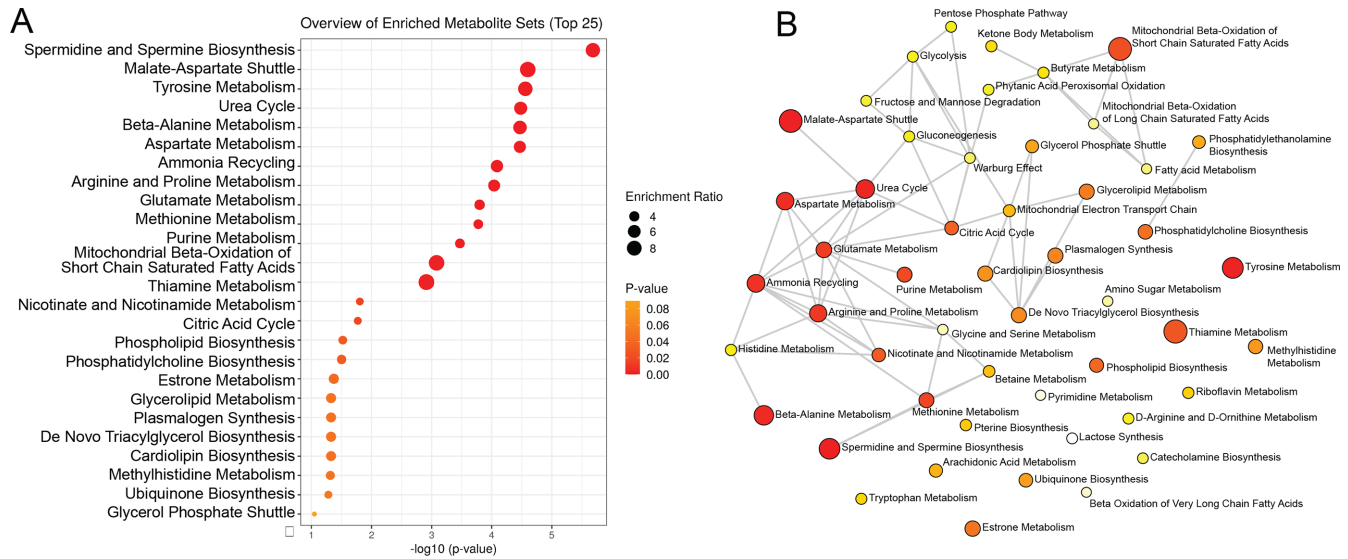 A
Overview of Enriched Metabolite Sets (Top 25)
Spermidine and Spermine Biosynthesis
Malate-Aspartate Shuttle
Tyrosine Metabolism
Urea Cycle
Beta-Alanine Metabolism
Aspartate Metabolism
Ammonia Recycling
Arginine and Proline Metabolism
Glutamate Metabolism
Methionine Metabolism
Purine Metabolism
Mitochondrial Beta-Oxidation of
Short Chain Saturated Fatty Acids
Thiamine Metabolism
Nicotinate and Nicotinamide Metabolism
Citric Acid Cycle
Phospholipid Biosynthesis
Phosphatidylcholine Biosynthesis
Estrone Metabolism
Glycerolipid Metabolism
Plasmalogen Synthesis
De Novo Triacylglycerol Biosynthesis
Cardiolipin Biosynthesis
Methylhistidine Metabolism
Ubiquinone Biosynthesis
Glycerol Phosphate Shuttle
1 2 3 4 5
-log10 (p-value)
Enrichment Ratio
4
6
8
P-value
0.08
0.06
0.04
0.02
0.00
B
Pentose Phosphate Pathway
Ketone Body Metabolism
Mitochondrial Beta-Oxidation of
Short Chain Saturated Fatty Acids
Glycolysis
Butyrate Metabolism
Phytanic Acid Peroxisomal Oxidation
Fructose and Mannose Degradation
Mitochondrial Beta-Oxidation
of Long Chain Saturated Fatty Acids
Malate-Aspartate Shuttle
Gluconeogenesis
Glycerol Phosphate Shuttle
Phosphatidylethanolamine
Biosynthesis
Warburg Effect
Fatty acid Metabolism
Urea Cycle
Glycerolipid Metabolism
Aspartate Metabolism
Mitochondrial Electron Transport Chain
Citric Acid Cycle
Phosphatidylcholine Biosynthesis
Glutamate Metabolism
Plasmalogen Synthesis
Cardiolipin Biosynthesis
Tyrosine Metabolism
Ammonia Recycling
Purine Metabolism
Amino Sugar Metabolism
Arginine and Proline Metabolism
De Novo Triacylglycerol Biosynthesis
Glycine and Serine Metabolism
Thiamine Metabolism
Histidine Metabolism
Nicotinate and Nicotinamide Metabolism
Methylhistidine
Metabolism
Phospholipid Biosynthesis
Betaine Metabolism
Riboflavin Metabolism
Pyrimidine Metabolism
Beta-Alanine Metabolism
Methionine Metabolism
D-Arginine and D-Ornithine Metabolism
Pterine Biosynthesis
Lactose Synthesis
Spermidine and Spermine Biosynthesis
Catecholamine Biosynthesis
Arachidonic Acid Metabolism
Ubiquinone Biosynthesis
Tryptophan Metabolism
Beta Oxidation of Very Long Chain Fatty Acids
Estrone Metabolism